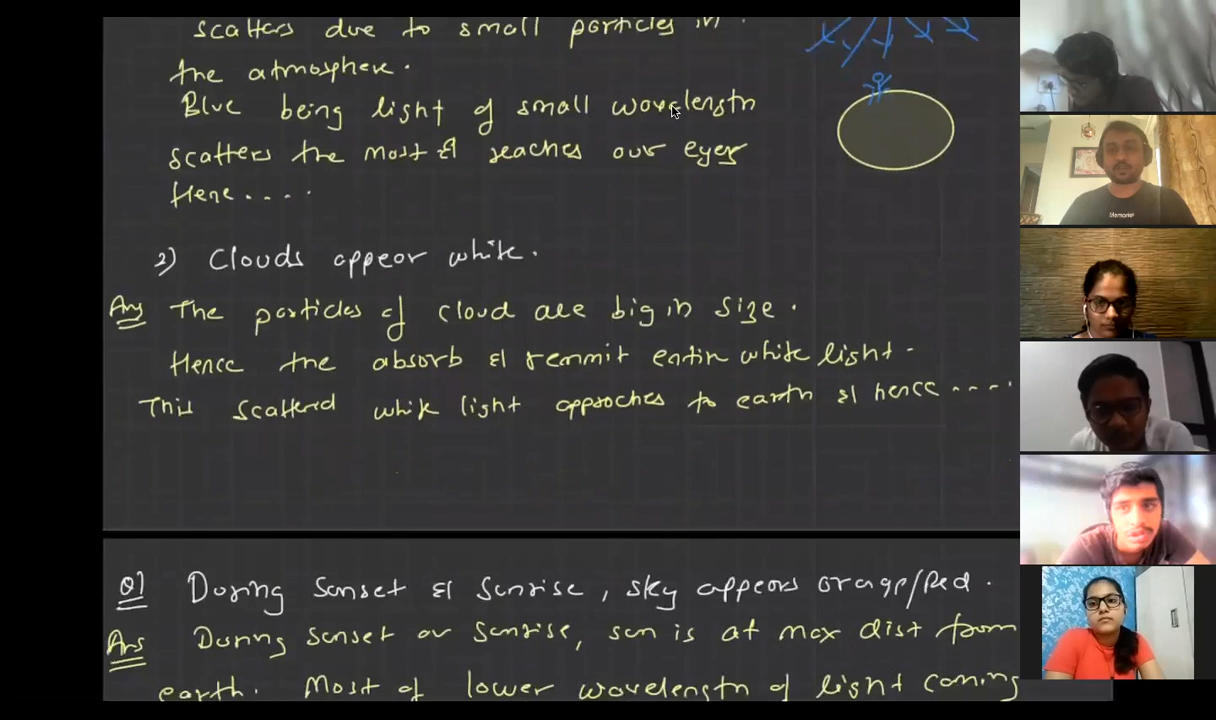 scatters due to small particles in
the atmosphere.
Blue being light of small wavelength
scatters the most & reaches our eyes
Hence....
2) Clouds appear white.
Ans The particles of cloud are big in size.
Hence the absorb & remmit entire white light.
This scattered white light approches to earth & hence ....
Q] During Sunset & Sunrise, sky appears orange/Red.
Ans During sunset or Sunrise, sun is at max dist from
earth. Most of lower wavelength of light coming